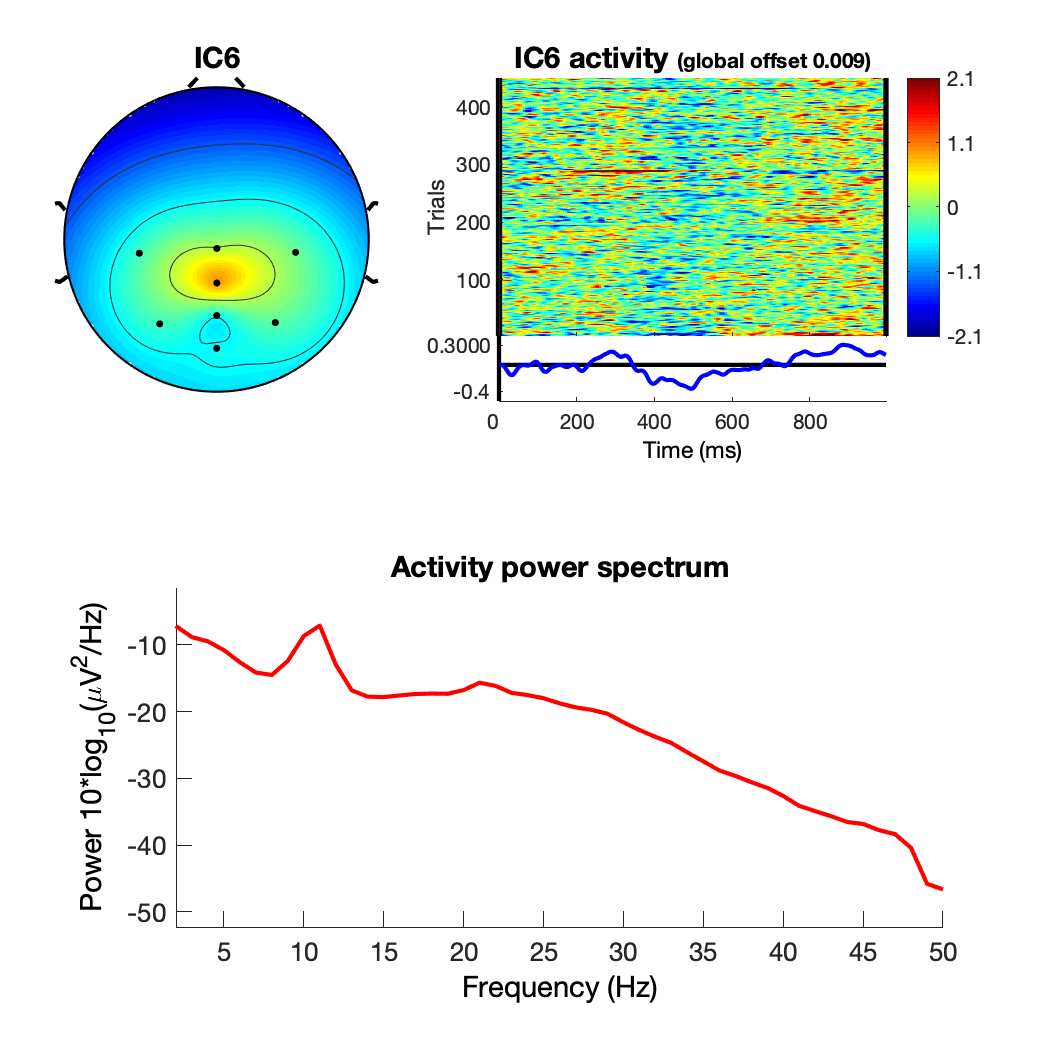 IC6
IC6 activity (global offset 0.009)
Trials
400
300
200
100
2.1
1.1
0
-1.1
-2.1
0.3000
-0.4
0 200 400 600 800
Time (ms)
Activity power spectrum
Power 10*log10(μV2/Hz)
-10
-20
-30
-40
-50
5 10 15 20 25 30 35 40 45 50
Frequency (Hz)